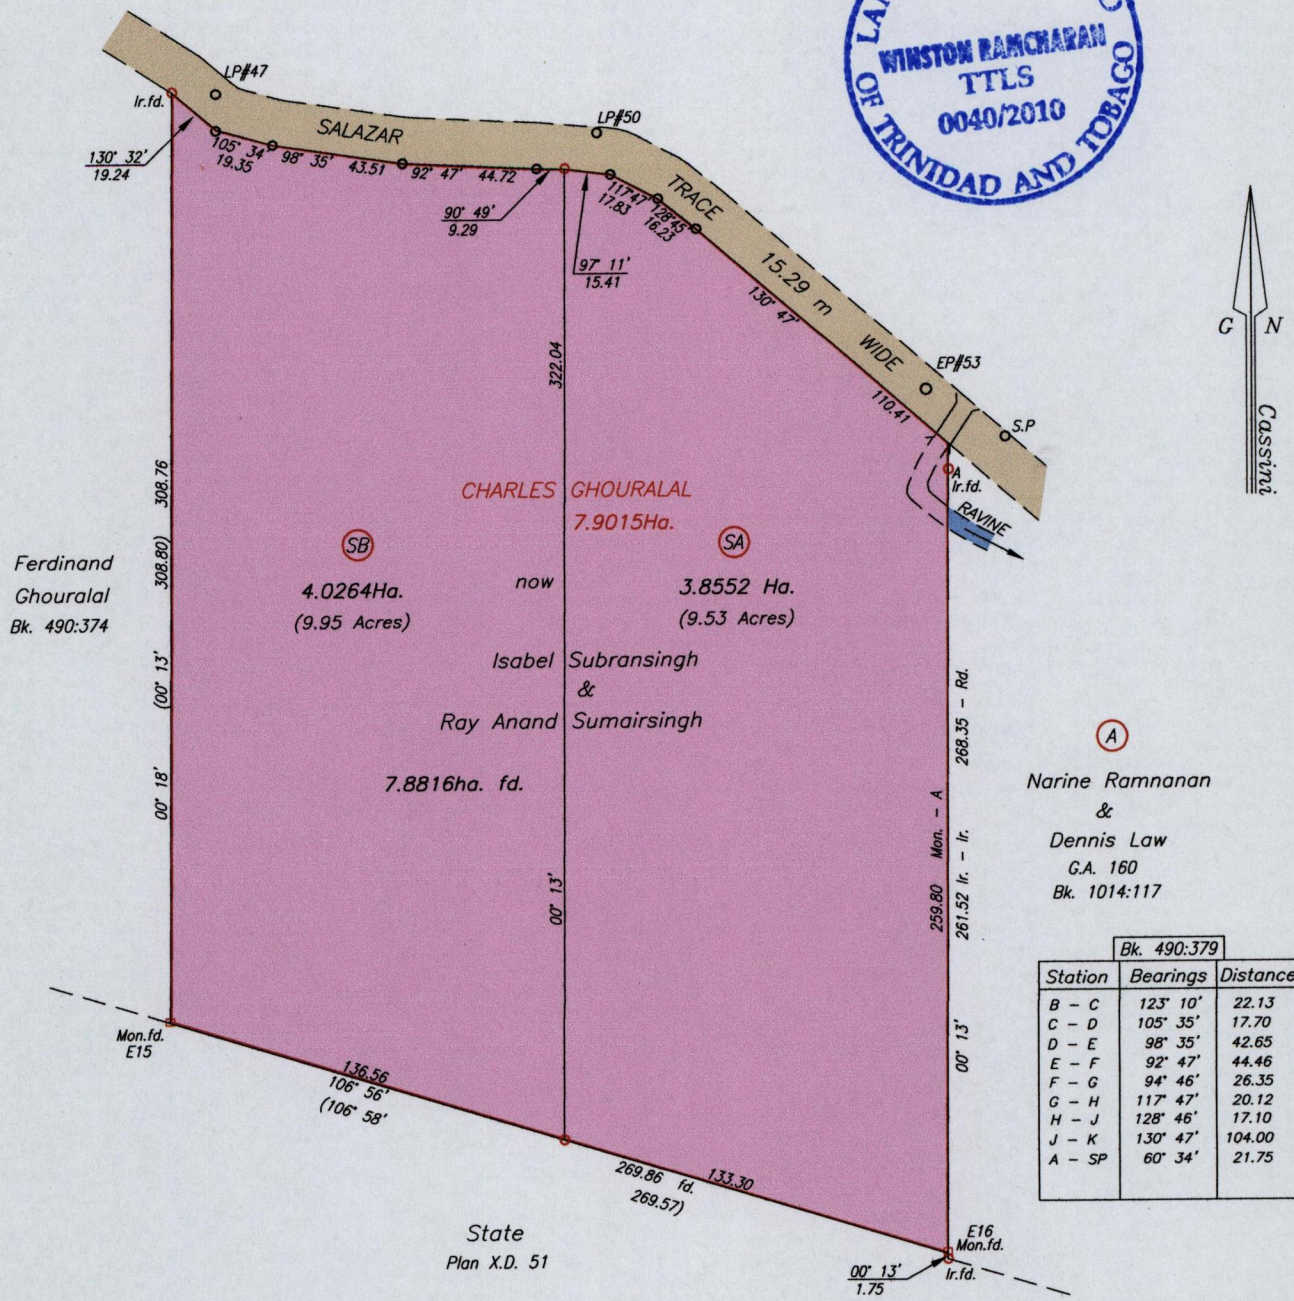 LAN
OF TRINIDAD AND TOBAGO
WINSTON RAMCHARAN
TTLS
0040/2010
LP#47
Ir.fd.
SALAZAR
LP#50
130° 32'
19.24
105° 34'
19.35
98° 35' 43.51
92° 47' 44.72
90° 49'
9.29
97° 11'
15.41
117°47'
17.83
128°45'
16.23
TRACE
15.29 m
WIDE
130° 47'
110.41
EP#53
S.P
A
Ir.fd.
RAVINE
G N
Cassini
322.04
308.76
308.80)
(00° 13'
00° 18'
CHARLES GHOURALAL
7.9015Ha.
SB
4.0264Ha.
(9.95 Acres)
now
SA
3.8552 Ha.
(9.53 Acres)
Isabel Subransingh
&
Ray Anand Sumairsingh
7.8816ha. fd.
00° 13'
Ferdinand
Ghouralal
Bk. 490:374
268.35 - Rd.
259.80 Mon. - A
261.52 Ir. - Ir.
00° 13'
A
Narine Ramnanan
&
Dennis Law
G.A. 160
Bk. 1014:117
Bk. 490:379
Station Bearings Distance
B - C 123° 10' 22.13
C - D 105° 35' 17.70
D - E 98° 35' 42.65
E - F 92° 47' 44.46
F - G 94° 46' 26.35
G - H 117° 47' 20.12
H - J 128° 46' 17.10
J - K 130° 47' 104.00
A - SP 60° 34' 21.75
Mon.fd.
E15
136.56
106° 56'
(106° 58'
269.86 fd. 133.30
269.57)
State
Plan X.D. 51
E16
Mon.fd.
Ir.fd.
00° 13'
1.75